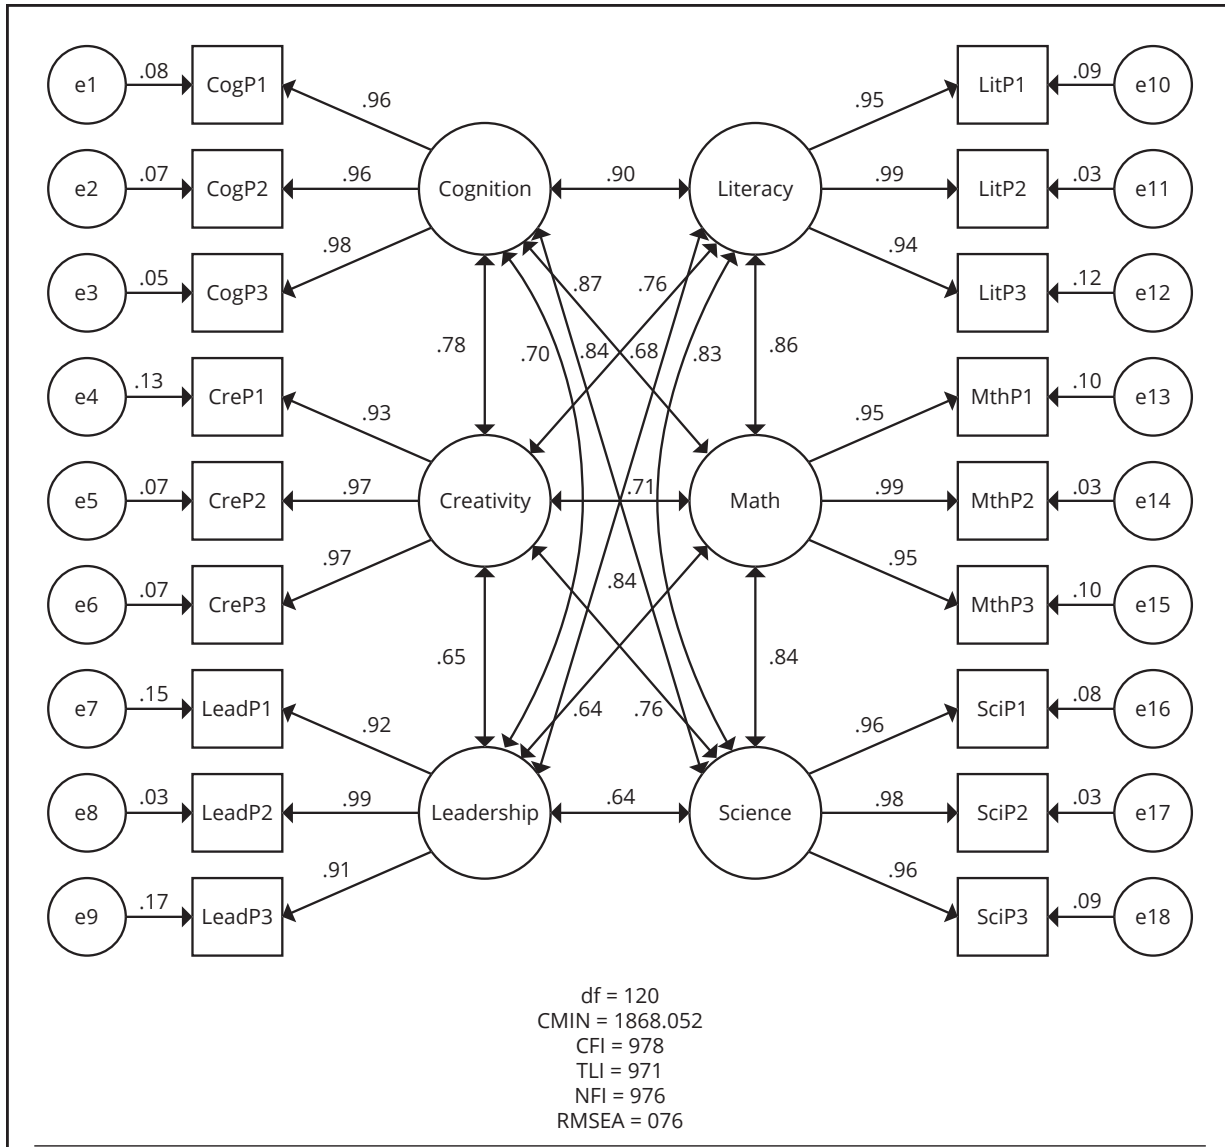 e1 .08 CogP1 .96 .95 LitP1 .09 e10
e2 .07 CogP2 .96 Cognition .90 Literacy .99 LitP2 .03 e11
e3 .05 CogP3 .98 .87 .76 .94 LitP3 .12 e12
.78 .70 .84 .68 .83 .86
e4 .13 CreP1 .93 .95 MthP1 .10 e13
e5 .07 CreP2 .97 Creativity .71 Math .99 MthP2 .03 e14
e6 .07 CreP3 .97 .84 .95 MthP3 .10 e15
.65 .84
e7 .15 LeadP1 .92 .64 .76 .96 SciP1 .08 e16
e8 .03 LeadP2 .99 Leadership .64 Science .98 SciP2 .03 e17
e9 .17 LeadP3 .91 .96 SciP3 .09 e18
df = 120
CMIN = 1868.052
CFI = 978
TLI = 971
NFI = 976
RMSEA = 076